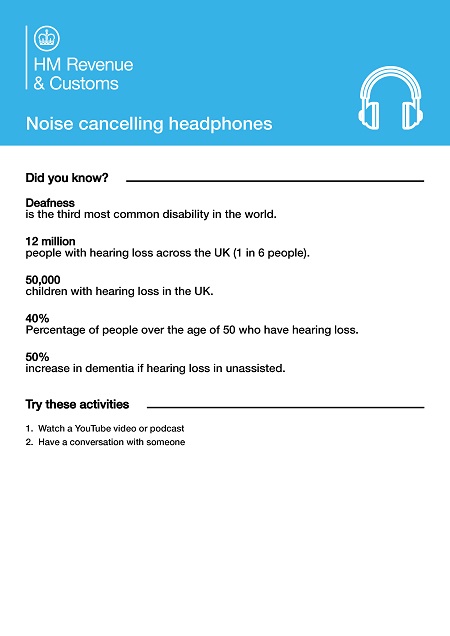 HM Revenue
& Customs
Noise cancelling headphones
Did you know?
Deafness
is the third most common disability in the world.
12 million
people with hearing loss across the UK (1 in 6 people).
50,000
children with hearing loss in the UK.
40%
Percentage of people over the age of 50 who have hearing loss.
50%
increase in dementia if hearing loss in unassisted.
Try these activities
1. Watch a YouTube video or podcast
2. Have a conversation with someone